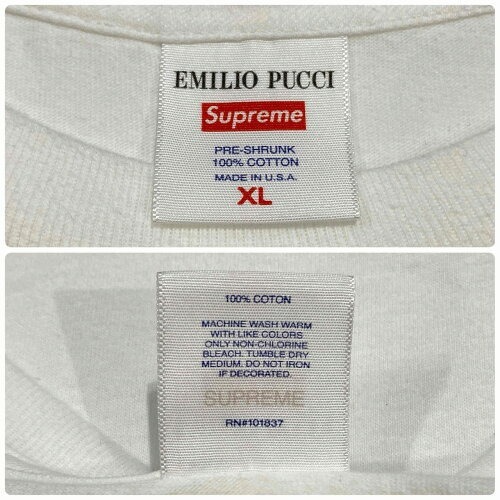 EMILIO PUCCI
Supreme
PRE-SHRUNK
100% COTTON
MADE IN U.S.A.
XL
100% COTON
MACHINE WASH WARM
WITH LIKE COLORS
ONLY NON-CHLORINE
BLEACH. TUMBLE DRY
MEDIUM. DO NOT IRON
IF DECORATED.
SUPREME
RN#101837